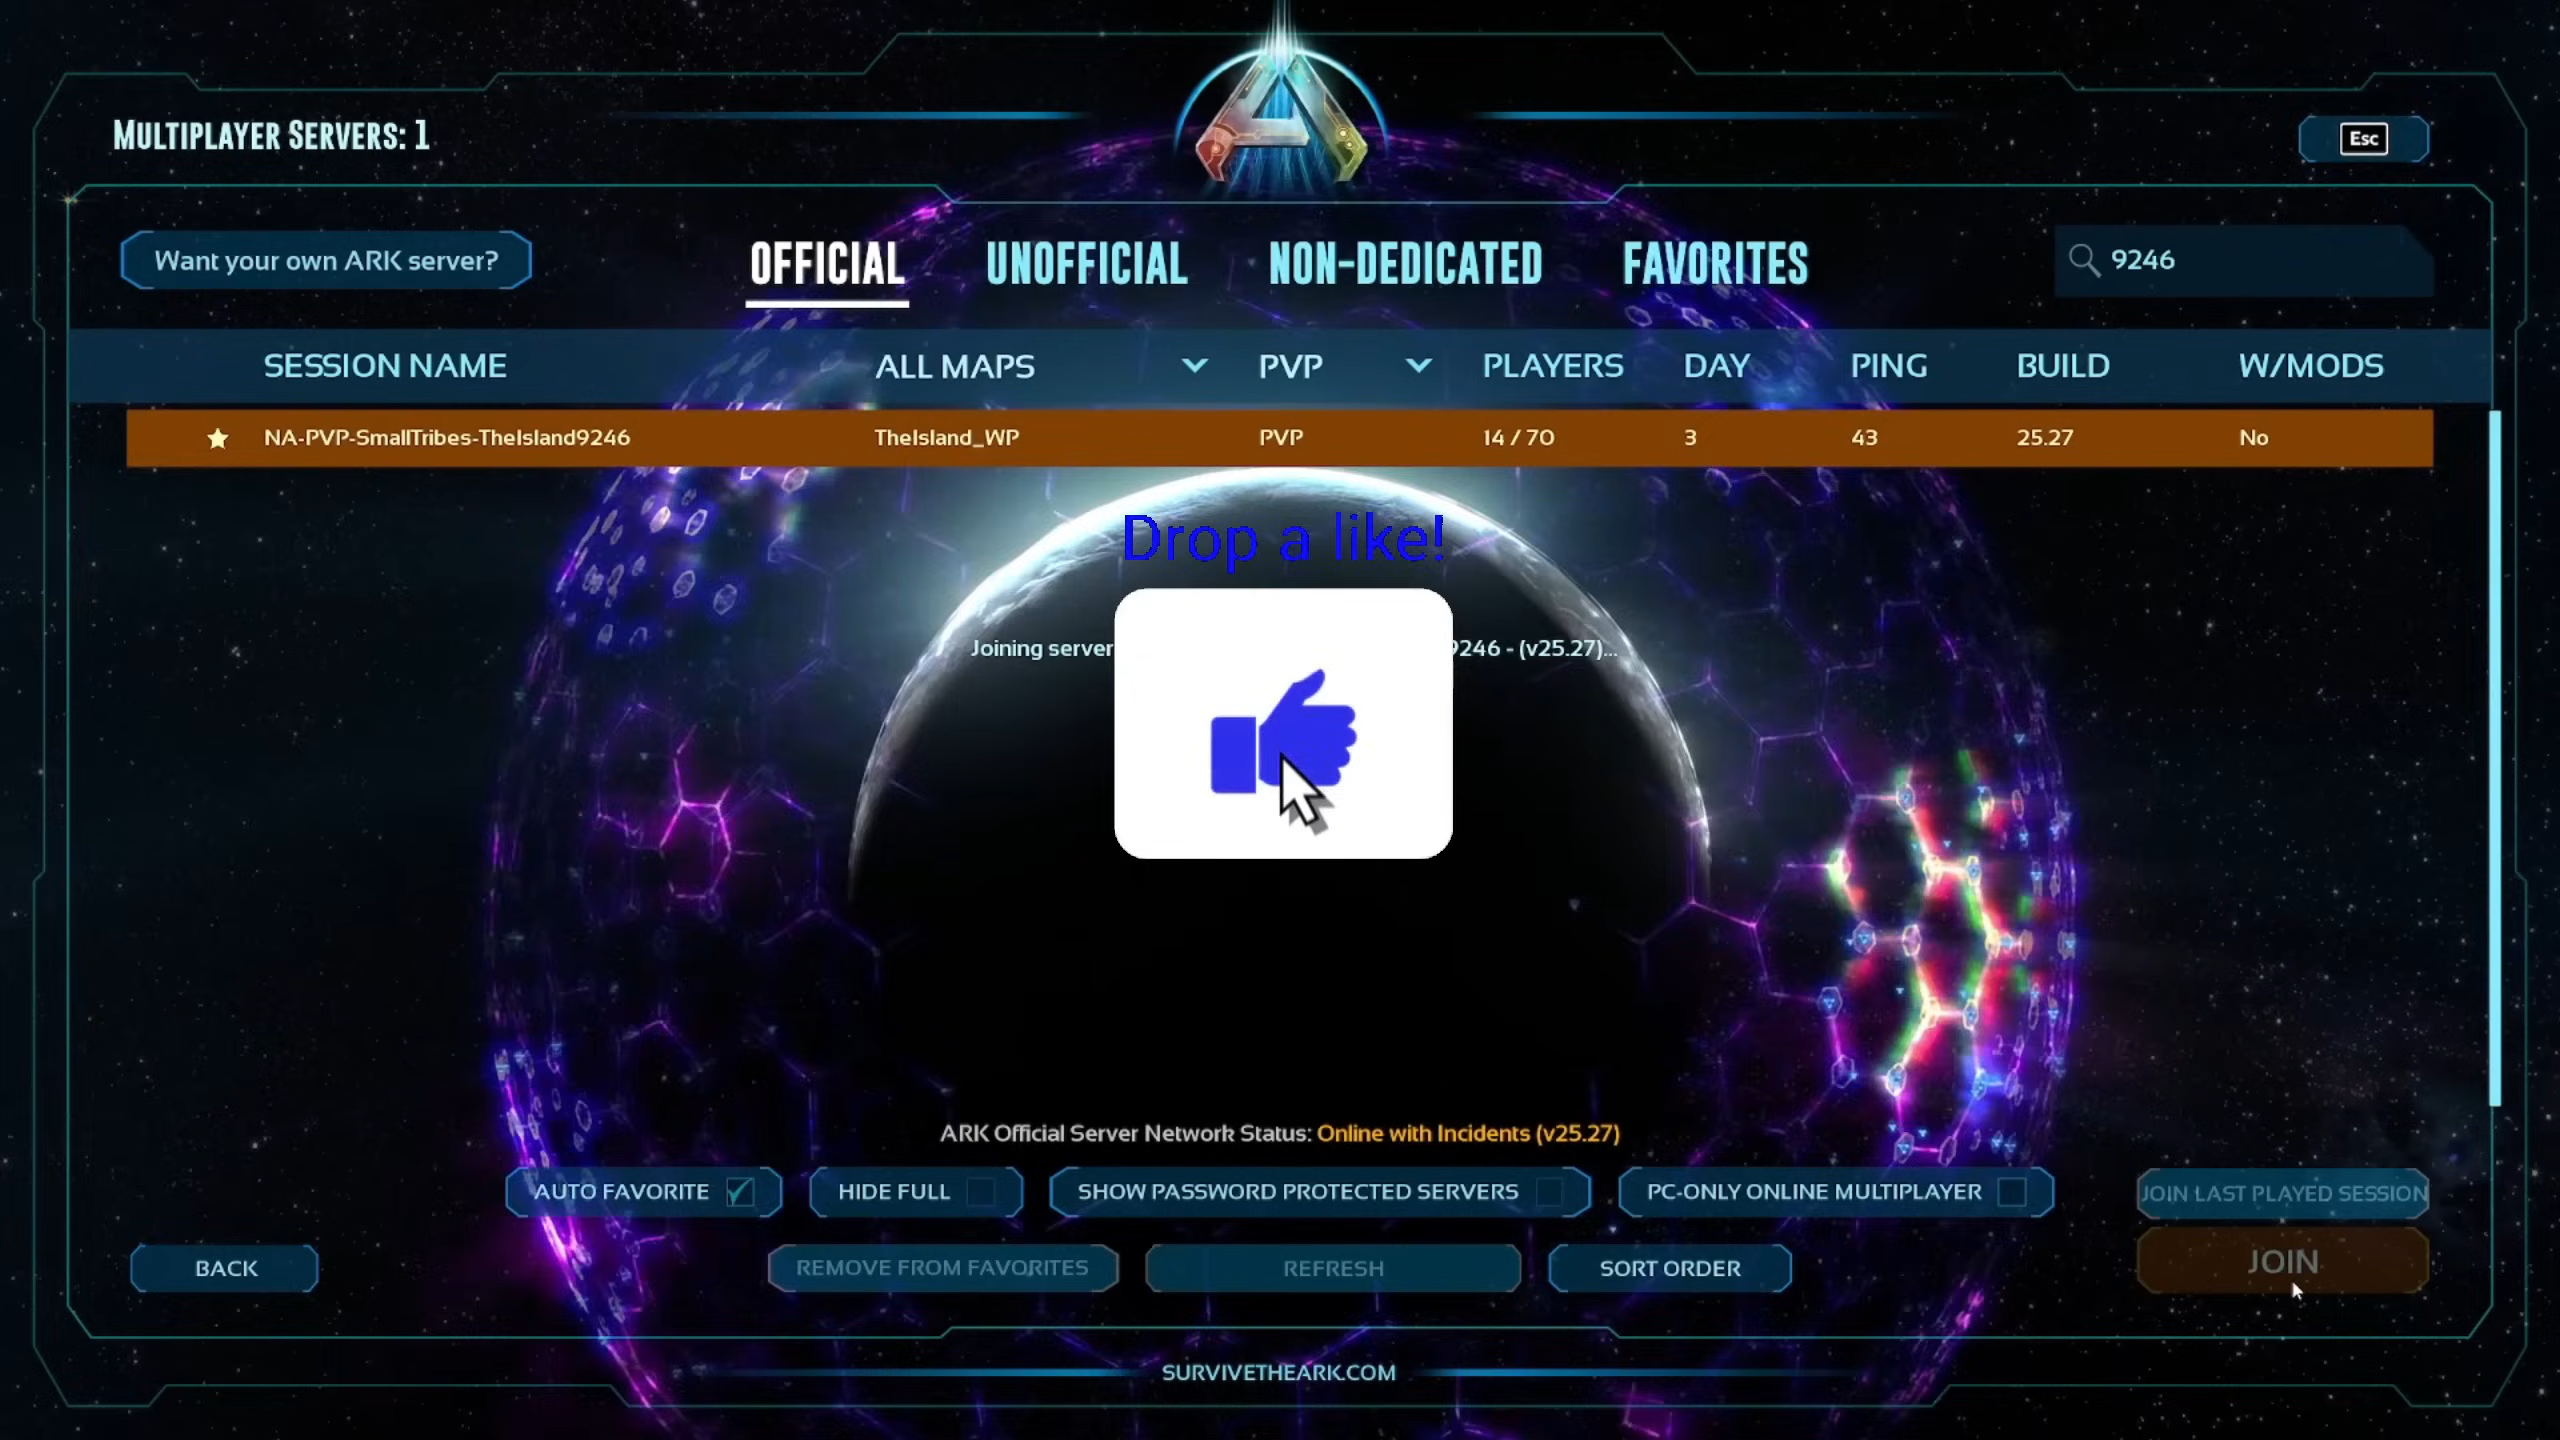 MULTIPLAYER SERVERS: 1
Esc
Want your own ARK server?
OFFICIAL
UNOFFICIAL
NON-DEDICATED
FAVORITES
9246
SESSION NAME
ALL MAPS
PVP
PLAYERS
DAY
PING
BUILD
W/MODS
NA-PVP-SmallTribes-TheIsland9246
TheIsland_WP
PVP
14 / 70
3
43
25.27
No
Drop a like!
Joining server
9246 - (v25.27)...
ARK Official Server Network Status: Online with Incidents (v25.27)
AUTO FAVORITE
HIDE FULL
SHOW PASSWORD PROTECTED SERVERS
PC-ONLY ONLINE MULTIPLAYER
JOIN LAST PLAYED SESSION
BACK
REMOVE FROM FAVORITES
REFRESH
SORT ORDER
JOIN
SURVIVETHEARK.COM